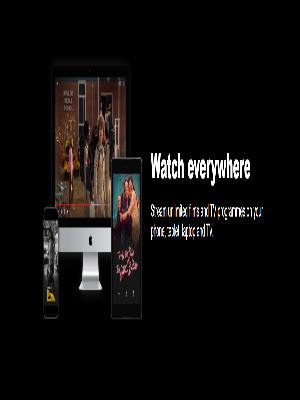 Watch everywhere
Stream unlimited films and TV programmes on your
phone, tablet, laptop and TV.